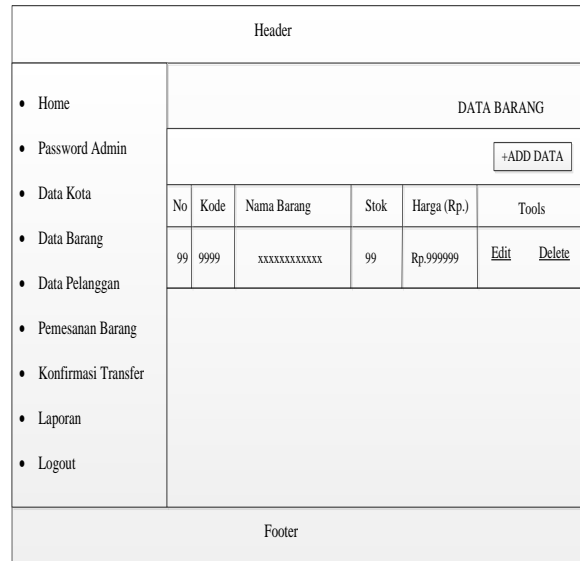 Header
• Home
• Password Admin
• Data Kota
• Data Barang
• Data Pelanggan
• Pemesanan Barang
• Konfirmasi Transfer
• Laporan
• Logout
DATA BARANG
+ADD DATA
No Kode Nama Barang Stok Harga (Rp.) Tools
99 9999 xxxxxxxxxxxx 99 Rp.999999 Edit Delete
Footer